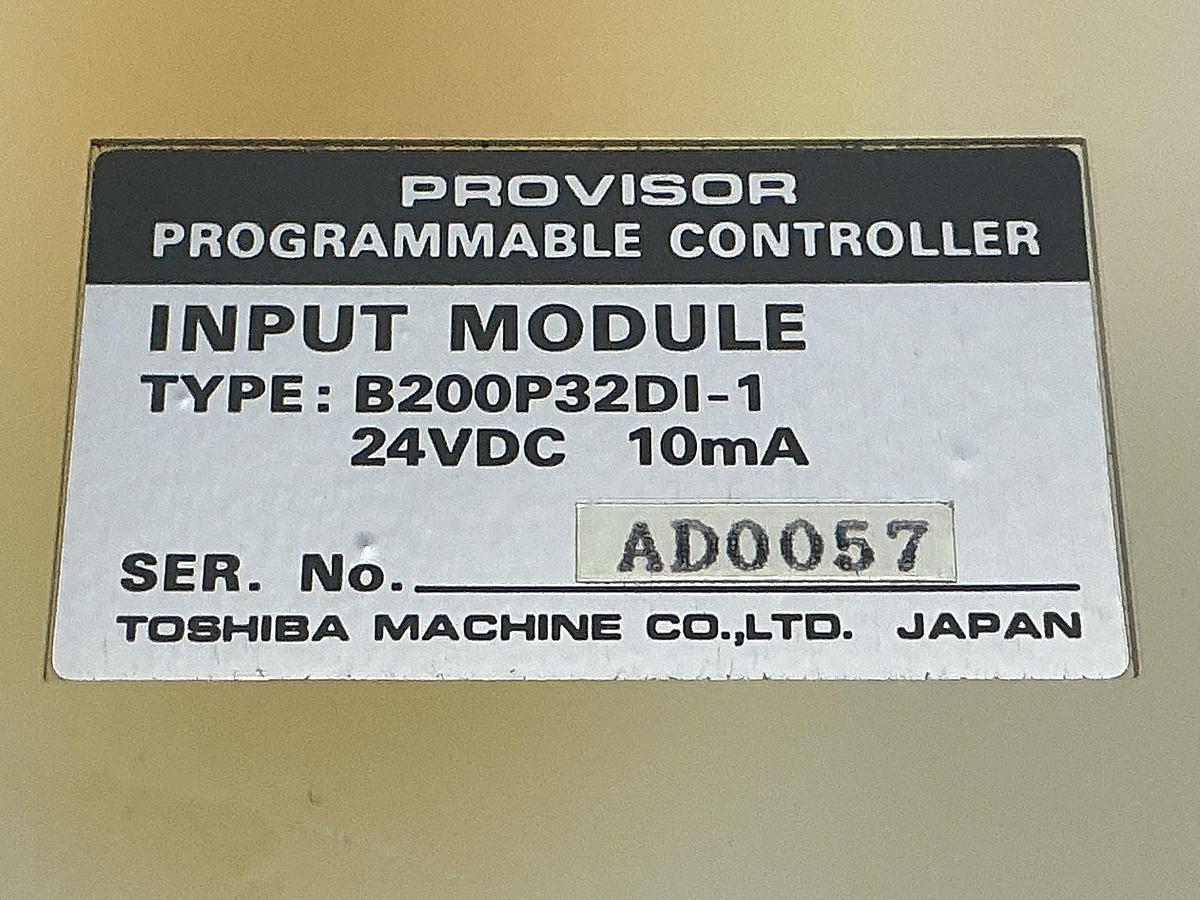 PROVISOR
PROGRAMMABLE CONTROLLER
INPUT MODULE
TYPE: B200P32DI-1
24VDC 10mA
SER. No. AD0057
TOSHIBA MACHINE CO.,LTD. JAPAN